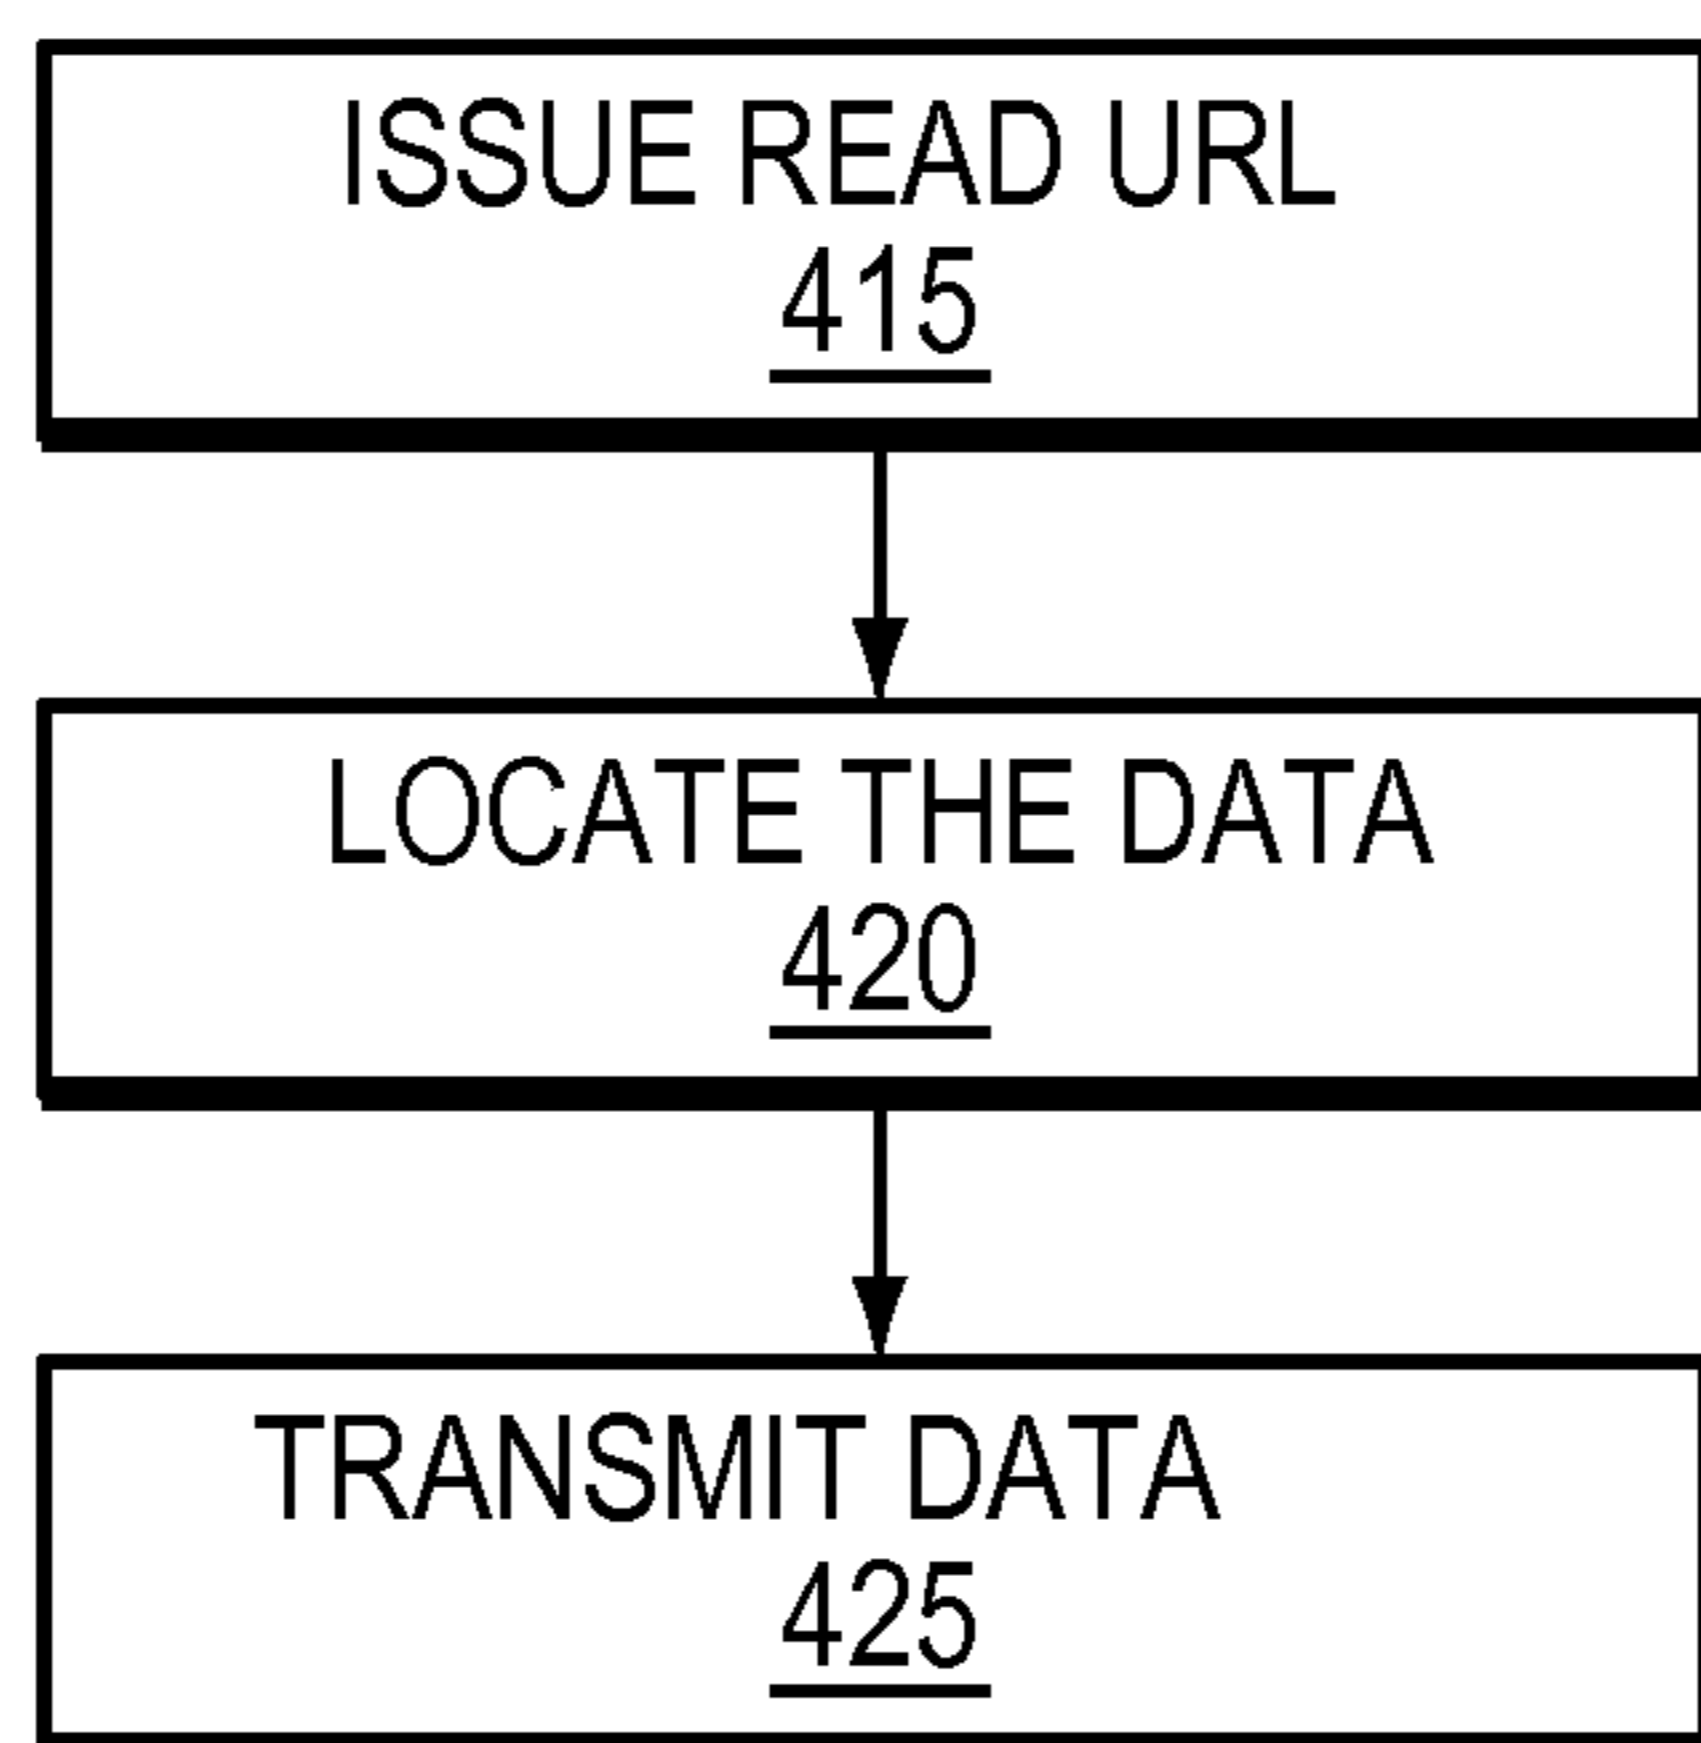 ISSUE READ URL
415
LOCATE THE DATA
420
TRANSMIT DATA
425